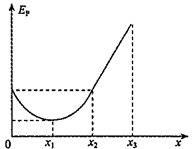 Eₚ
0 x₁ x₂ x₃ x